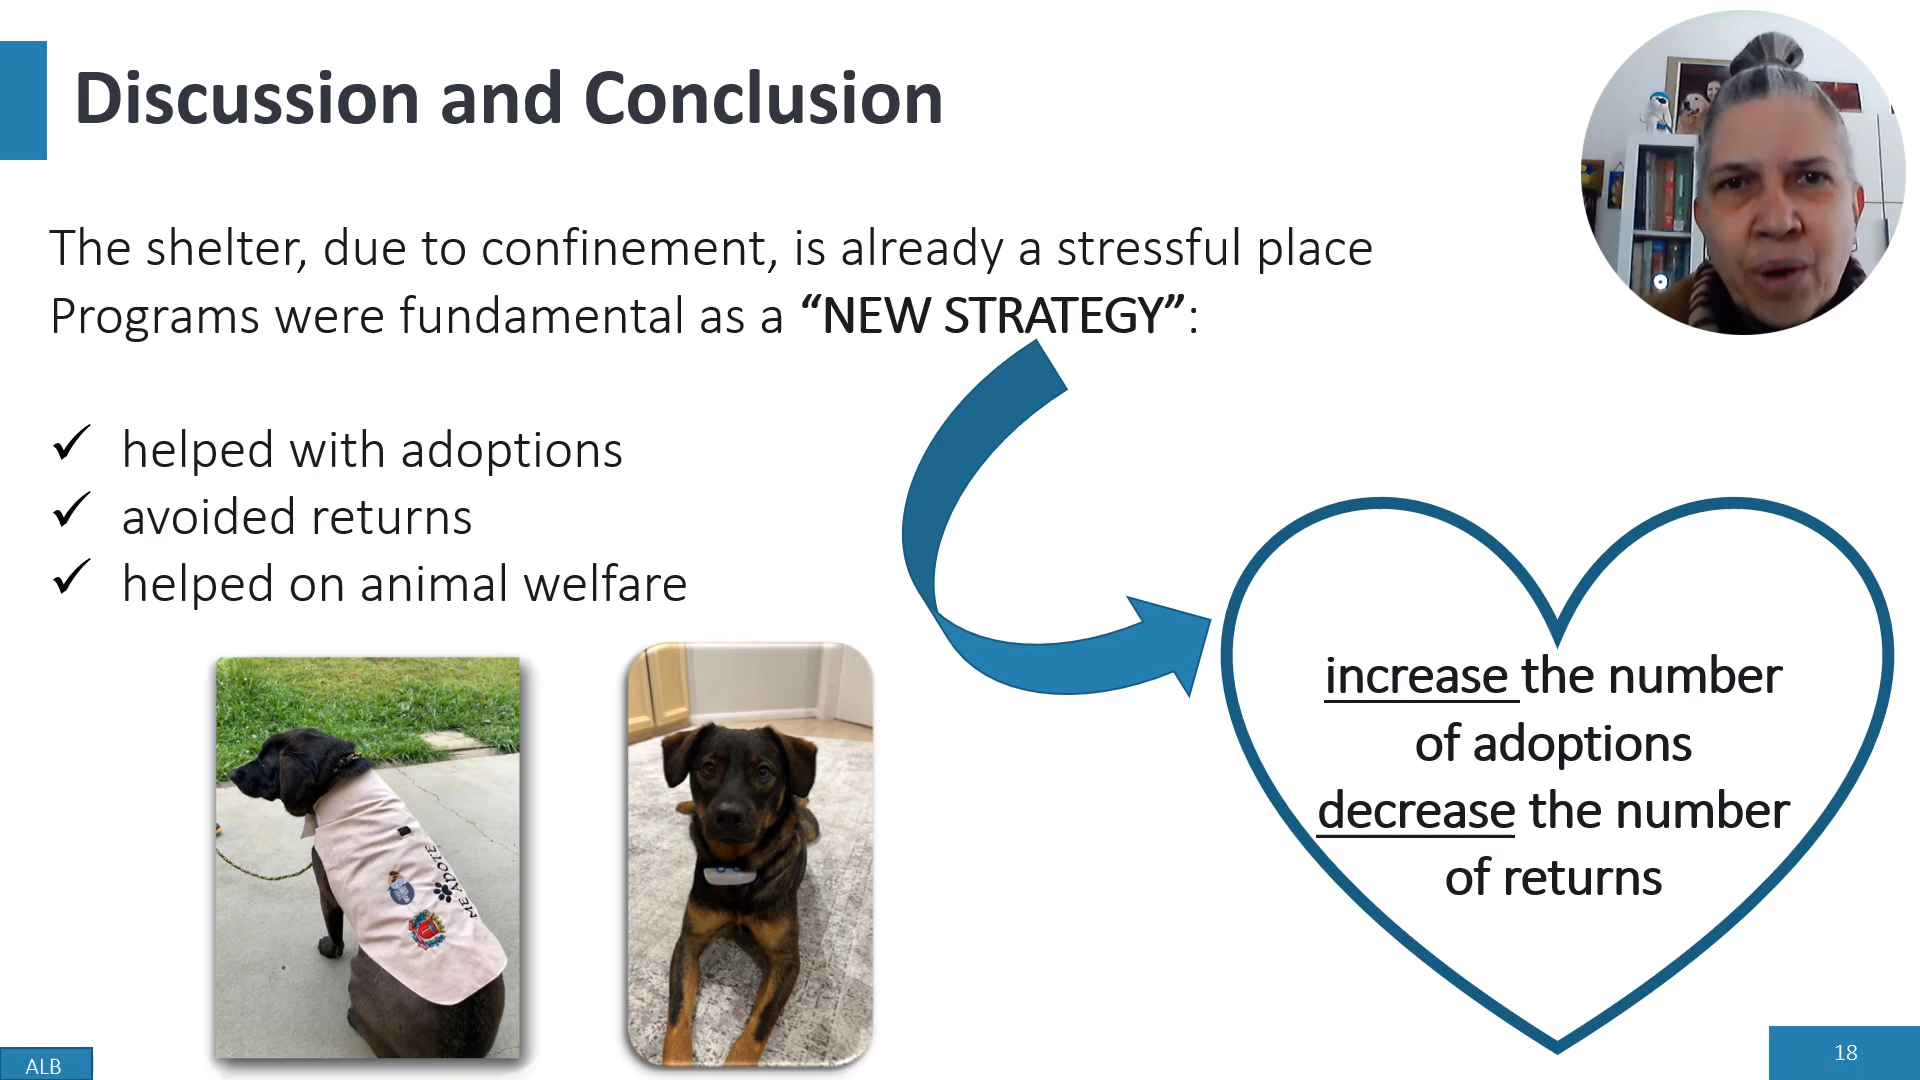 Discussion and Conclusion
The shelter, due to confinement, is already a stressful place
Programs were fundamental as a “NEW STRATEGY”:
✓ helped with adoptions
✓ avoided returns
✓ helped on animal welfare
increase the number
of adoptions
decrease the number
of returns
ME ADOTE
ALB
18